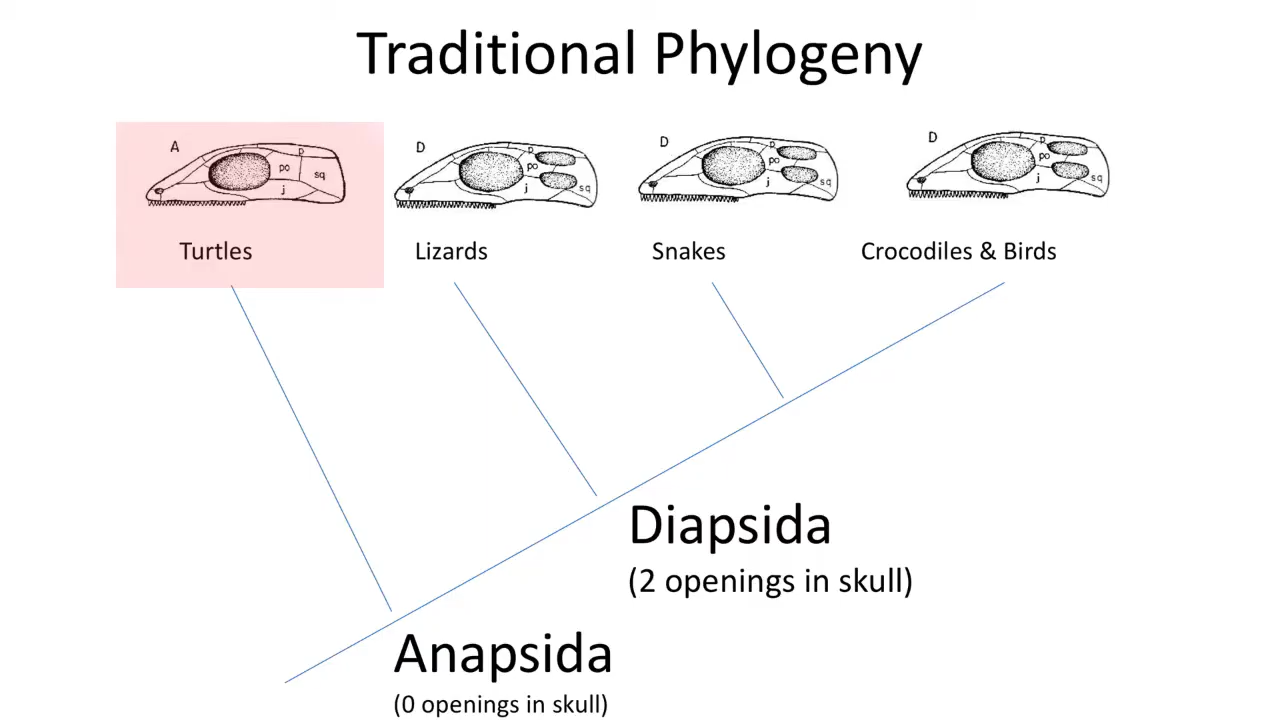 Traditional Phylogeny
A
p
po
sq
j
D
p
po
j
sq
D
p
po
j
sq
D
p
po
j
sq
Turtles
Lizards
Snakes
Crocodiles & Birds
Diapsida
(2 openings in skull)
Anapsida
(0 openings in skull)